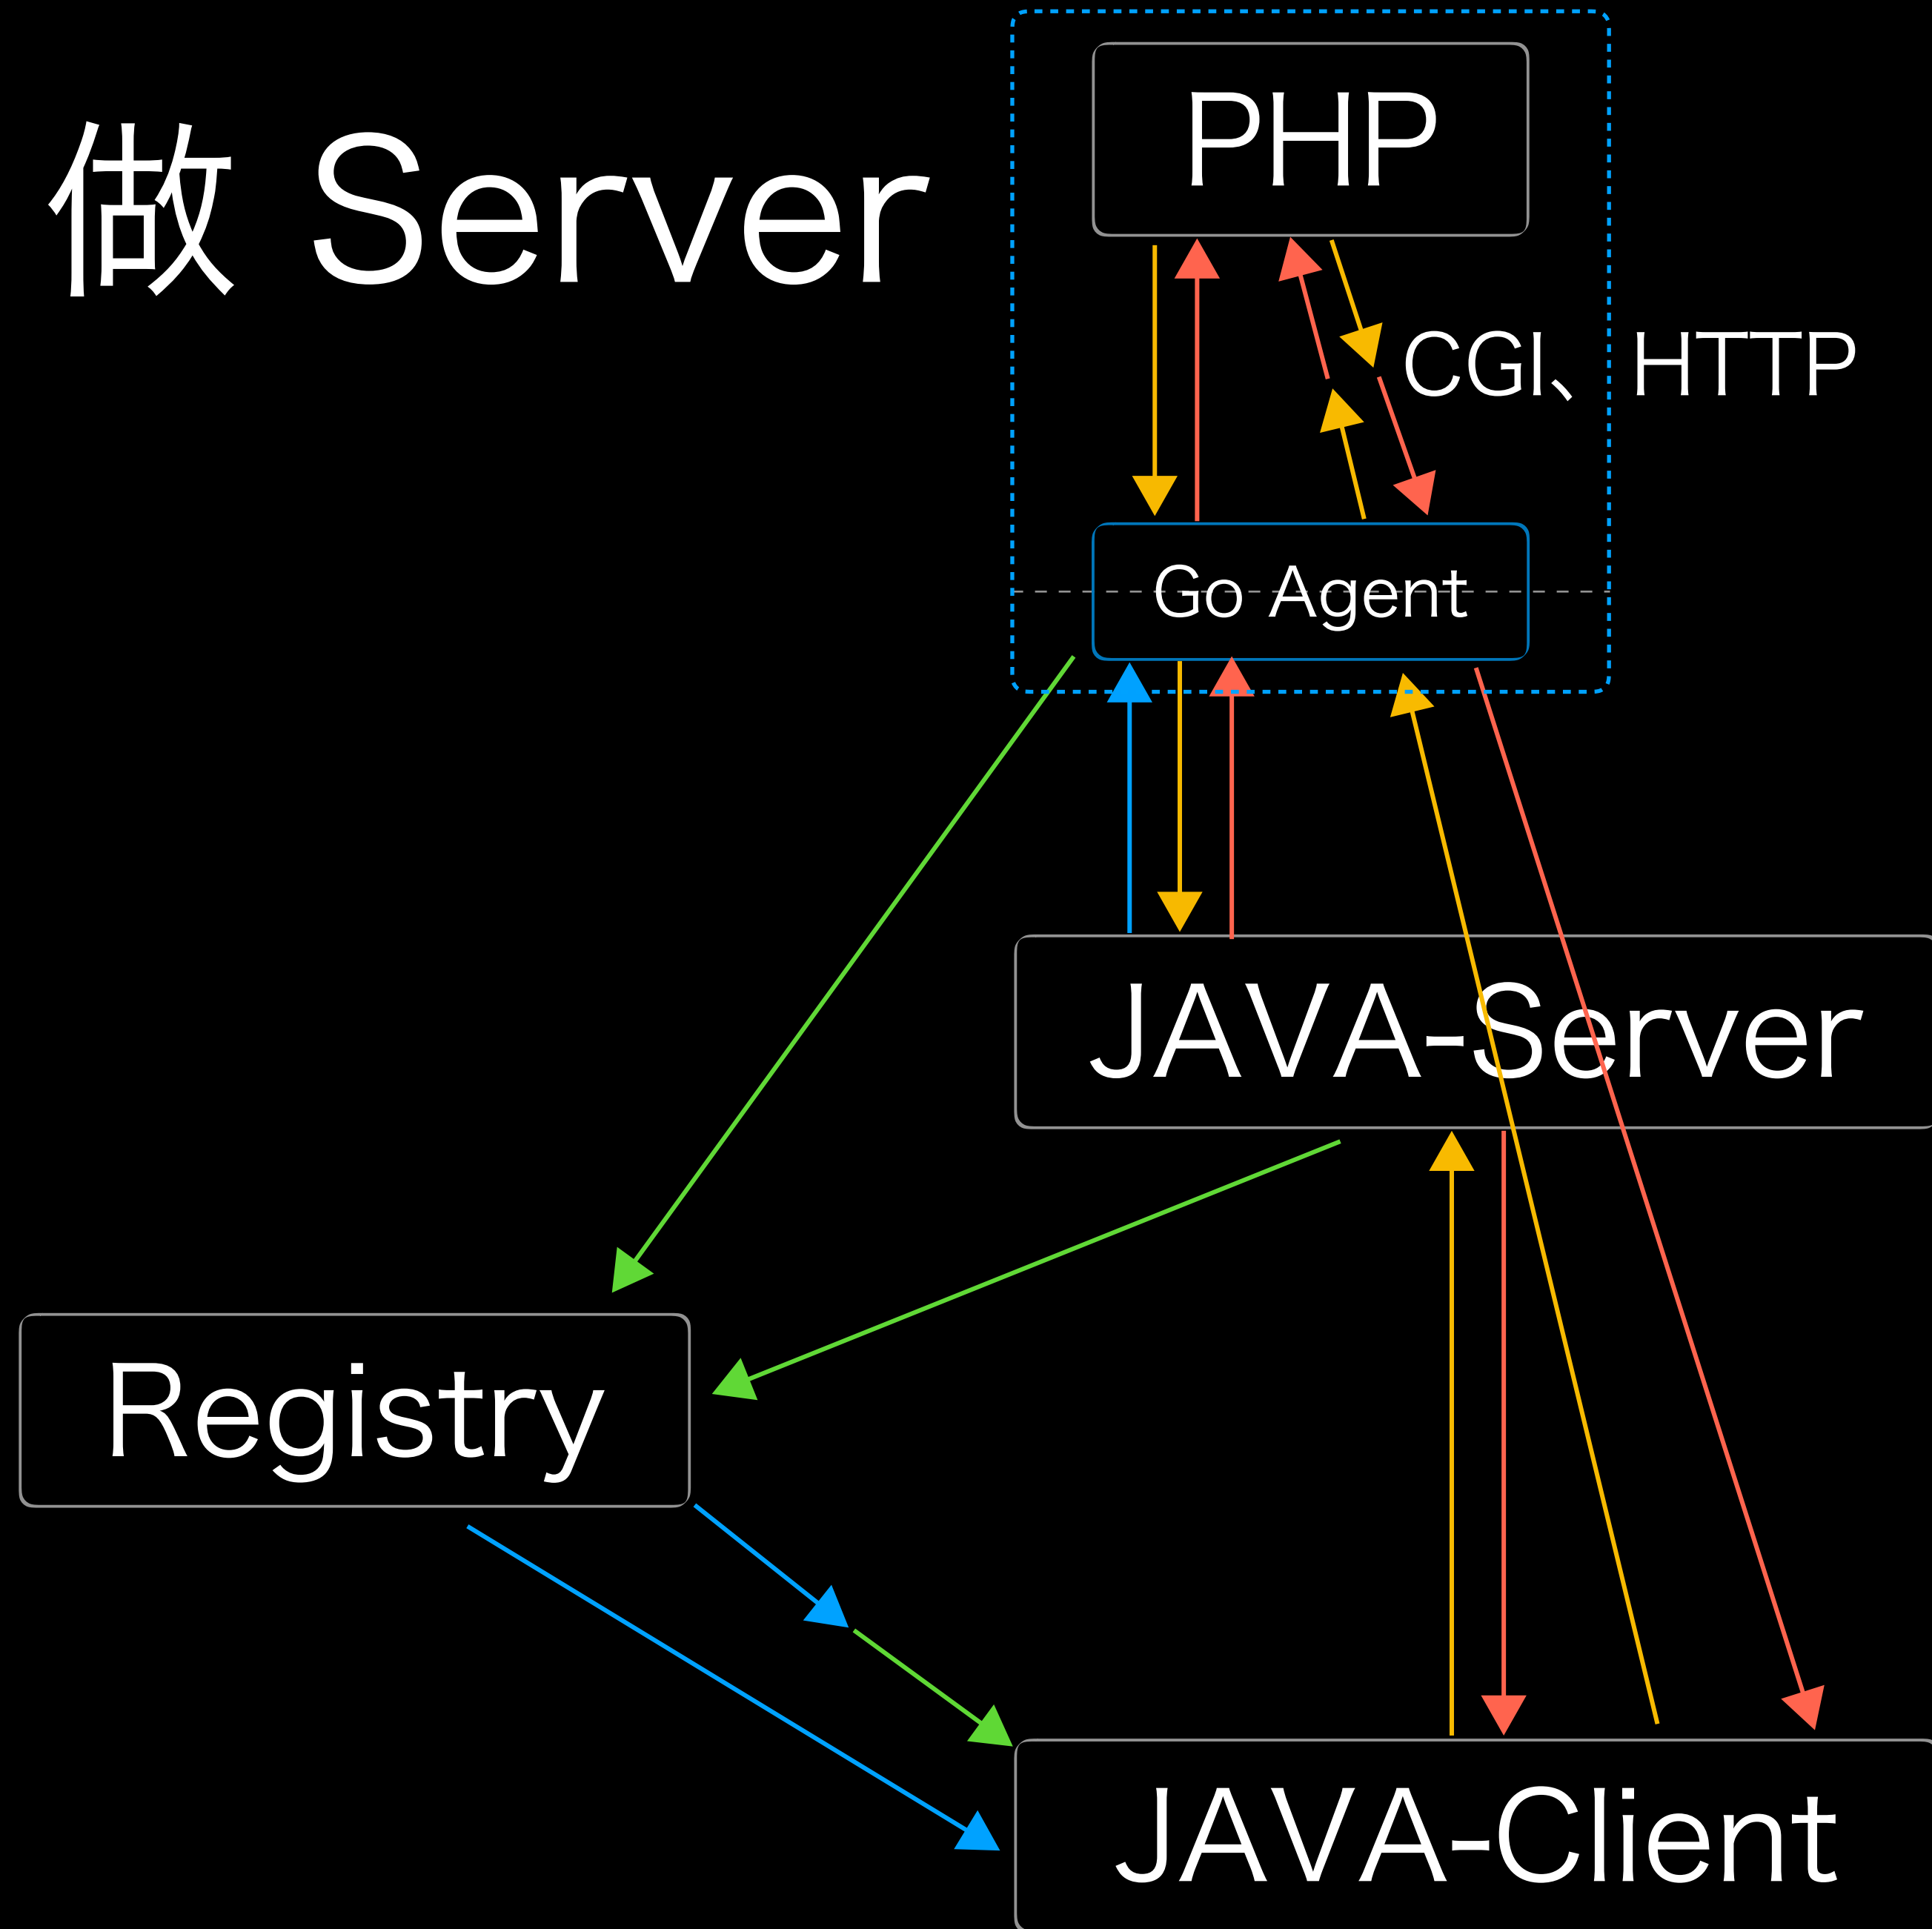 做 Server
PHP
CGI、HTTP
Go Agent
JAVA-Server
Registry
JAVA-Client